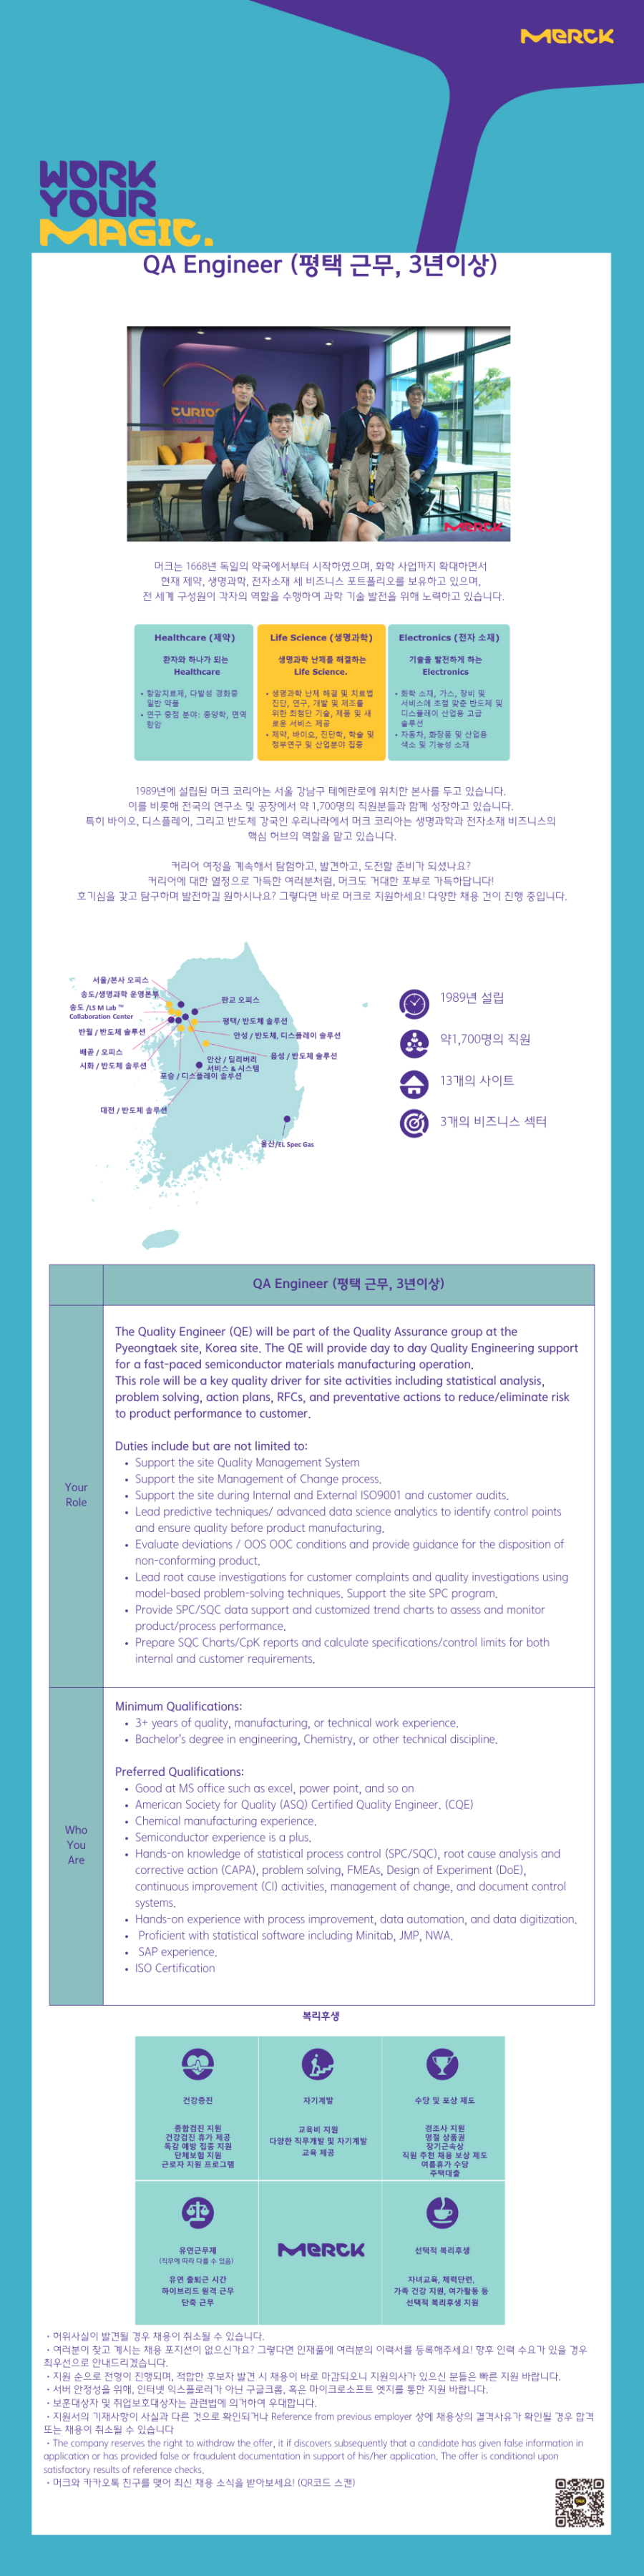 MERCK
WORK
YOUR
MAGIC.
QA Engineer (평택 근무, 3년이상)
MERCK
머크는 1668년 독일의 약국에서부터 시작하였으며, 화학 사업까지 확대하면서
현재 제약, 생명과학, 전자소재 세 비즈니스 포트폴리오를 보유하고 있으며,
전 세계 구성원이 각자의 역할을 수행하여 과학 기술 발전을 위해 노력하고 있습니다.
Healthcare (제약)
환자와 하나가 되는
Healthcare
• 항암치료제, 다발성 경화증
일반 약품
• 연구 중점 분야: 종양학, 면역
항암
Life Science (생명과학)
생명과학 난제를 해결하는
Life Science.
• 생명과학 난제 해결 및 치료법
진단, 연구, 개발 및 제조를
위한 최첨단 기술, 제품 및 새
로운 서비스 제공
• 제약, 바이오, 진단학, 학술 및
정부연구 및 산업분야 집중
Electronics (전자 소재)
기술을 발전하게 하는
Electronics
• 화학 소재, 가스, 장비 및
서비스에 초점 맞춘 반도체 및
디스플레이 산업용 고급
솔루션
• 자동차, 화장품 및 산업용
색소 및 기능성 소재
1989년에 설립된 머크 코리아는 서울 강남구 테헤란로에 위치한 본사를 두고 있습니다.
이를 비롯해 전국의 연구소 및 공장에서 약 1,700명의 직원분들과 함께 성장하고 있습니다.
특히 바이오, 디스플레이, 그리고 반도체 강국인 우리나라에서 머크 코리아는 생명과학과 전자소재 비즈니스의
핵심 허브의 역할을 맡고 있습니다.
커리어 여정을 계속해서 탐험하고, 발견하고, 도전할 준비가 되셨나요?
커리어에 대한 열정으로 가득한 여러분처럼, 머크도 거대한 포부로 가득하답니다!
호기심을 갖고 탐구하며 발전하길 원하시나요? 그렇다면 바로 머크로 지원하세요! 다양한 채용 건이 진행 중입니다.
서울/본사 오피스
송도/생명과학 운영본부
송도 /LS M Lab ™
Collaboration Center
반월 / 반도체 솔루션
배곧 / 오피스
시화 / 반도체 솔루션
판교 오피스
평택/ 반도체 솔루션
안성 / 반도체, 디스플레이 솔루션
음성 / 반도체 솔루션
안산 / 딜리버리
서비스 & 시스템
포승 / 디스플레이 솔루션
대전 / 반도체 솔루션
울산/EL Spec Gas
1989년 설립
약1,700명의 직원
13개의 사이트
3개의 비즈니스 섹터
QA Engineer (평택 근무, 3년이상)
Your
Role
The Quality Engineer (QE) will be part of the Quality Assurance group at the
Pyeongtaek site, Korea site. The QE will provide day to day Quality Engineering support
for a fast-paced semiconductor materials manufacturing operation.
This role will be a key quality driver for site activities including statistical analysis,
problem solving, action plans, RFCs, and preventative actions to reduce/eliminate risk
to product performance to customer.
Duties include but are not limited to:
• Support the site Quality Management System
• Support the site Management of Change process.
• Support the site during Internal and External ISO9001 and customer audits.
• Lead predictive techniques/ advanced data science analytics to identify control points
and ensure quality before product manufacturing.
• Evaluate deviations / OOS OOC conditions and provide guidance for the disposition of
non-conforming product.
• Lead root cause investigations for customer complaints and quality investigations using
model-based problem-solving techniques. Support the site SPC program.
• Provide SPC/SQC data support and customized trend charts to assess and monitor
product/process performance.
• Prepare SQC Charts/CpK reports and calculate specifications/control limits for both
internal and customer requirements.
Who
You
Are
Minimum Qualifications:
• 3+ years of quality, manufacturing, or technical work experience.
• Bachelor's degree in engineering, Chemistry, or other technical discipline.
Preferred Qualifications:
• Good at MS office such as excel, power point, and so on
• American Society for Quality (ASQ) Certified Quality Engineer. (CQE)
• Chemical manufacturing experience.
• Semiconductor experience is a plus.
• Hands-on knowledge of statistical process control (SPC/SQC), root cause analysis and
corrective action (CAPA), problem solving, FMEAs, Design of Experiment (DoE),
continuous improvement (CI) activities, management of change, and document control
systems.
• Hands-on experience with process improvement, data automation, and data digitization.
• Proficient with statistical software including Minitab, JMP, NWA.
• SAP experience.
• ISO Certification
복리후생
건강증진
종합검진 지원
건강검진 휴가 제공
독감 예방 접종 지원
단체보험 지원
근로자 지원 프로그램
자기계발
교육비 지원
다양한 직무개발 및 자기계발
교육 제공
수당 및 포상 제도
경조사 지원
명절 상품권
장기근속상
직원 추천 채용 보상 제도
여름휴가 수당
주택대출
유연근무제
(직무에 따라 다를 수 있음)
유연 출퇴근 시간
하이브리드 원격 근무
단축 근무
MERCK
선택적 복리후생
자녀교육, 체력단련,
가족 건강 지원, 여가활동 등
선택적 복리후생 지원
• 허위사실이 발견될 경우 채용이 취소될 수 있습니다.
• 여러분이 찾고 계시는 채용 포지션이 없으신가요? 그렇다면 인재풀에 여러분의 이력서를 등록해주세요! 향후 인력 수요가 있을 경우
최우선으로 안내드리겠습니다.
• 지원 순으로 전형이 진행되며, 적합한 후보자 발견 시 채용이 바로 마감되오니 지원의사가 있으신 분들은 빠른 지원 바랍니다.
• 서버 안정성을 위해, 인터넷 익스플로러가 아닌 구글크롬, 혹은 마이크로소프트 엣지를 통한 지원 바랍니다.
• 보훈대상자 및 취업보호대상자는 관련법에 의거하여 우대합니다.
• 지원서의 기재사항이 사실과 다른 것으로 확인되거나 Reference from previous employer 상에 채용상의 결격사유가 확인될 경우 합격
또는 채용이 취소될 수 있습니다
• The company reserves the right to withdraw the offer, it if discovers subsequently that a candidate has given false information in
application or has provided false or fraudulent documentation in support of his/her application. The offer is conditional upon
satisfactory results of reference checks.
• 머크와 카카오톡 친구를 맺어 최신 채용 소식을 받아보세요! (QR코드 스캔)